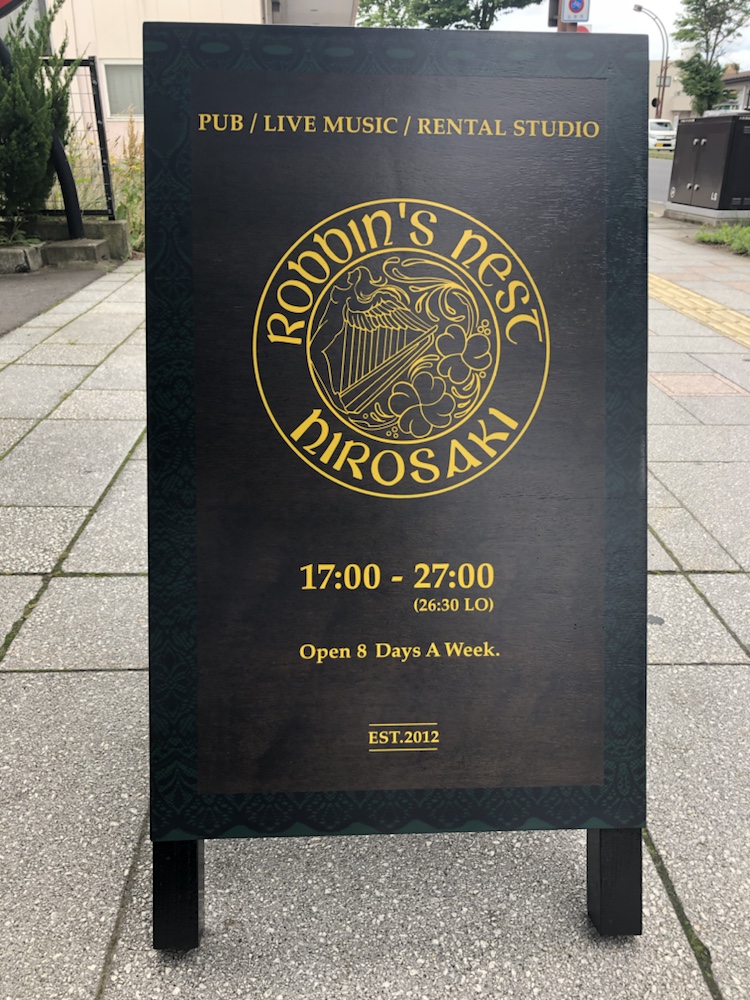 PUB / LIVE MUSIC / RENTAL STUDIO
ROBBIN'S NEST
HIROSAKI
17:00 - 27:00
(26:30 LO)
Open 8 Days A Week.
EST.2012